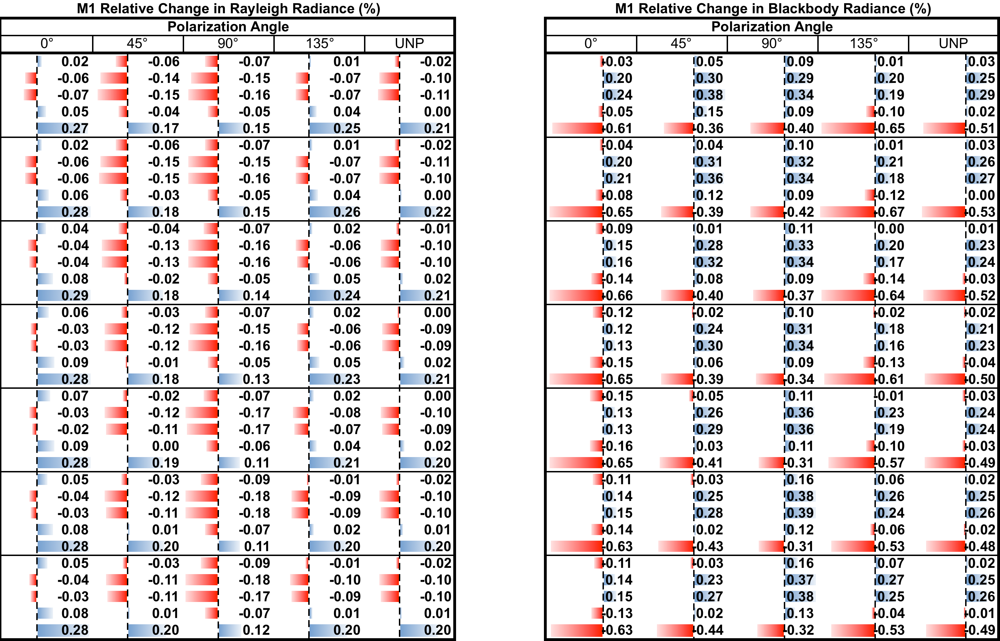 M1 Relative Change in Rayleigh Radiance (%)
Polarization Angle
0° 45° 90° 135° UNP
0.02 -0.06 -0.07 0.01 -0.02
-0.06 -0.14 -0.15 -0.07 -0.10
-0.07 -0.15 -0.16 -0.07 -0.11
0.05 -0.04 -0.05 0.04 0.00
0.27 0.17 0.15 0.25 0.21
0.02 -0.06 -0.07 0.01 -0.02
-0.06 -0.15 -0.15 -0.07 -0.11
-0.06 -0.15 -0.16 -0.07 -0.10
0.06 -0.03 -0.05 0.04 0.00
0.28 0.18 0.15 0.26 0.22
0.04 -0.04 -0.07 0.02 -0.01
-0.04 -0.13 -0.16 -0.06 -0.10
-0.04 -0.13 -0.16 -0.06 -0.10
0.08 -0.02 -0.05 0.05 0.02
0.29 0.18 0.14 0.24 0.21
0.06 -0.03 -0.07 0.02 0.00
-0.03 -0.12 -0.15 -0.06 -0.09
-0.03 -0.12 -0.16 -0.06 -0.09
0.09 -0.01 -0.05 0.05 0.02
0.28 0.18 0.13 0.23 0.21
0.07 -0.02 -0.07 0.02 0.00
-0.03 -0.12 -0.17 -0.08 -0.10
-0.02 -0.11 -0.17 -0.07 -0.09
0.09 0.00 -0.06 0.04 0.02
0.28 0.19 0.11 0.21 0.20
0.05 -0.03 -0.09 -0.01 -0.02
-0.04 -0.12 -0.18 -0.09 -0.10
-0.03 -0.11 -0.18 -0.09 -0.10
0.08 0.01 -0.07 0.02 0.01
0.28 0.20 0.11 0.20 0.20
0.05 -0.03 -0.09 -0.01 -0.02
-0.04 -0.11 -0.18 -0.10 -0.10
-0.03 -0.11 -0.17 -0.09 -0.10
0.08 0.01 -0.07 0.01 0.01
0.28 0.20 0.12 0.20 0.20
M1 Relative Change in Blackbody Radiance (%)
Polarization Angle
0° 45° 90° 135° UNP
-0.03 0.05 0.09 0.01 0.03
0.20 0.30 0.29 0.20 0.25
0.24 0.38 0.34 0.19 0.29
-0.05 0.15 0.09 -0.10 0.02
-0.61 -0.36 -0.40 -0.65 -0.51
-0.04 0.04 0.10 0.01 0.03
0.20 0.31 0.32 0.21 0.26
0.21 0.36 0.34 0.18 0.27
-0.08 0.12 0.09 -0.12 0.00
-0.65 -0.39 -0.42 -0.67 -0.53
-0.09 0.01 0.11 0.00 0.01
0.15 0.28 0.33 0.20 0.23
0.16 0.32 0.34 0.17 0.24
-0.14 0.08 0.09 -0.14 -0.03
-0.66 -0.40 -0.37 -0.64 -0.52
-0.12 -0.02 0.10 -0.02 -0.02
0.12 0.24 0.31 0.18 0.21
0.13 0.30 0.34 0.16 0.23
-0.15 0.06 0.09 -0.13 -0.04
-0.65 -0.39 -0.34 -0.61 -0.50
-0.15 -0.05 0.11 -0.01 -0.03
0.13 0.26 0.36 0.23 0.24
0.13 0.29 0.36 0.19 0.24
-0.16 0.03 0.11 -0.10 -0.03
-0.65 -0.41 -0.31 -0.57 -0.49
-0.11 -0.03 0.16 0.06 0.02
0.14 0.25 0.38 0.26 0.25
0.15 0.28 0.39 0.24 0.26
-0.14 0.02 0.12 -0.06 -0.02
-0.63 -0.43 -0.31 -0.53 -0.48
-0.11 -0.03 0.16 0.07 0.02
0.14 0.23 0.37 0.27 0.25
0.15 0.27 0.38 0.25 0.26
-0.13 0.02 0.13 -0.04 -0.01
-0.63 -0.44 -0.32 -0.53 -0.49